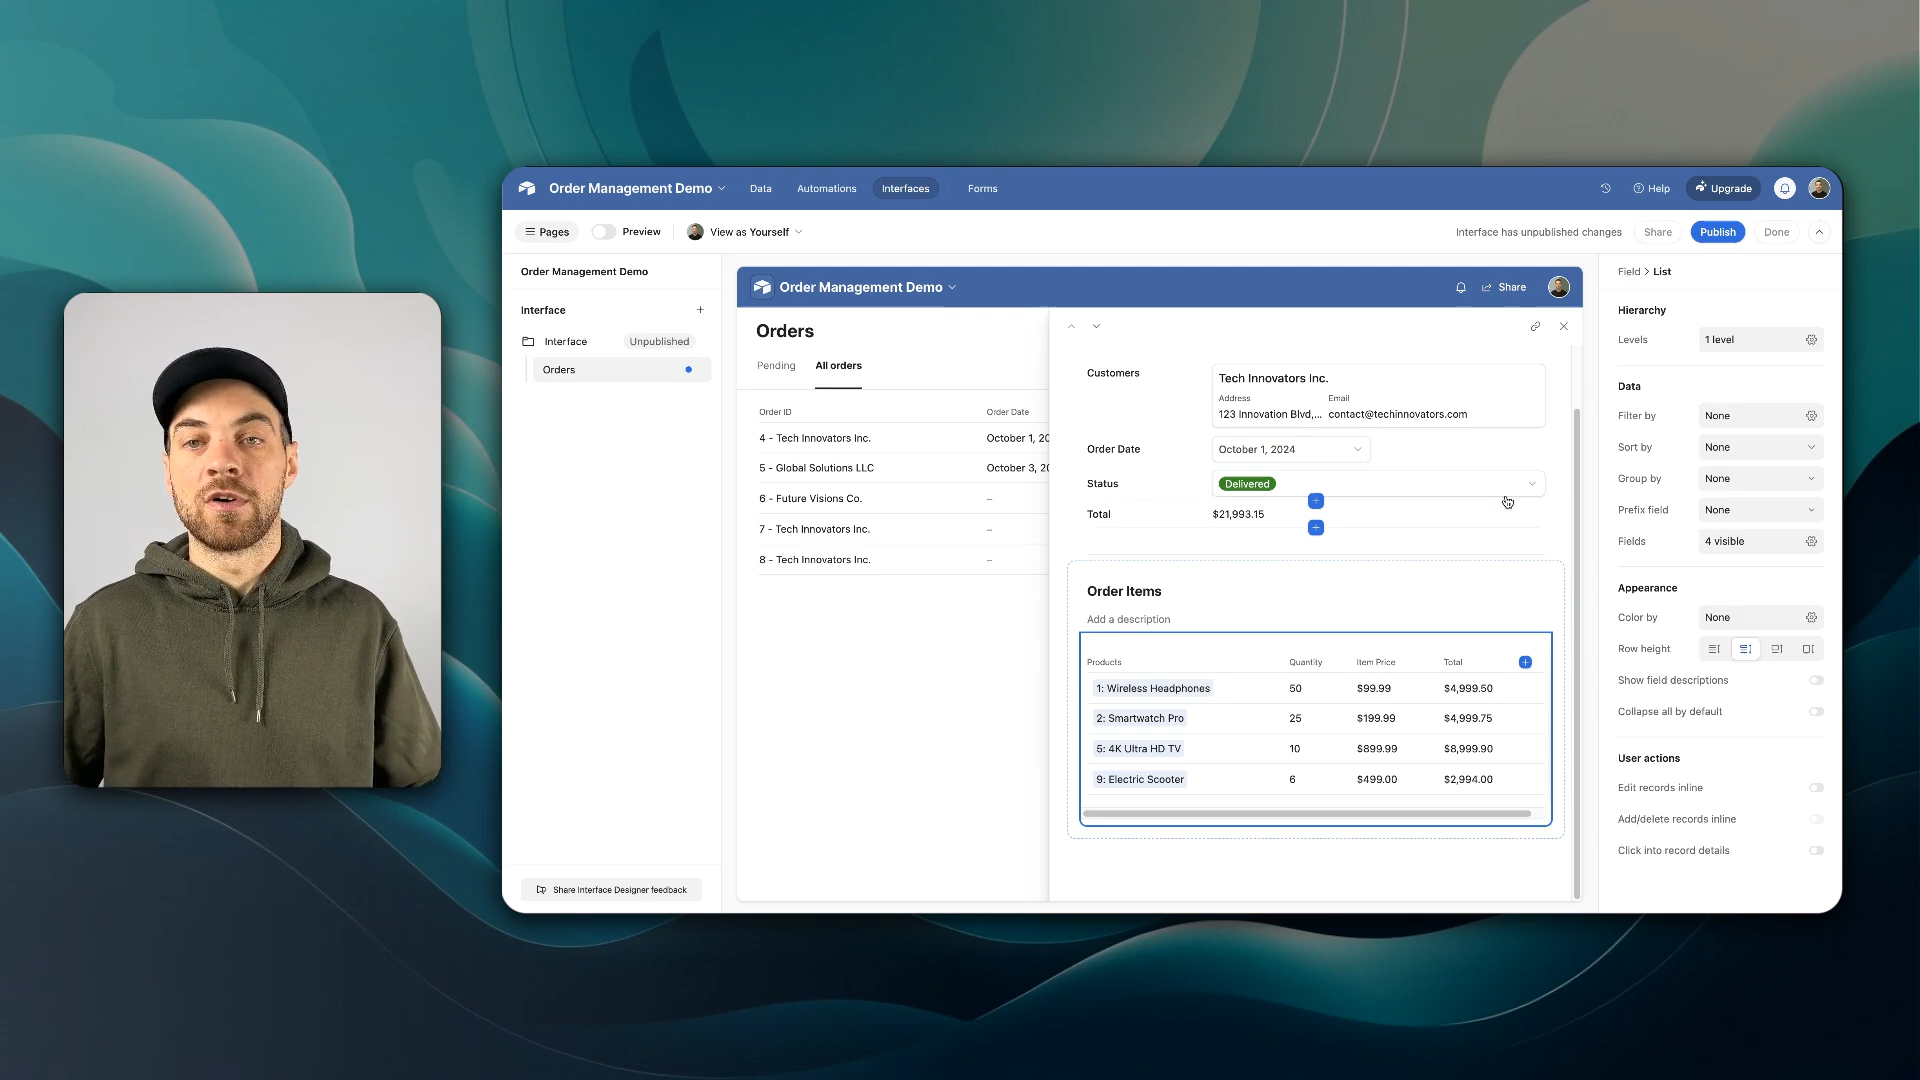 Order Management Demo Data Automations Interfaces Forms Help Upgrade
Pages Preview View as Yourself Interface has unpublished changes Share Publish Done
Order Management Demo
Interface
Interface Unpublished
Orders
Share Interface Designer feedback
Order Management Demo Share
Orders
Pending All orders
Order ID Order Date
4 - Tech Innovators Inc. October 1, 20
5 - Global Solutions LLC October 3, 20
6 - Future Visions Co. –
7 - Tech Innovators Inc. –
8 - Tech Innovators Inc. –
Customers
Tech Innovators Inc.
Address Email
123 Innovation Blvd,... contact@techinnovators.com
Order Date October 1, 2024
Status Delivered
Total $21,993.15
Order Items
Add a description
Products Quantity Item Price Total
1: Wireless Headphones 50 $99.99 $4,999.50
2: Smartwatch Pro 25 $199.99 $4,999.75
5: 4K Ultra HD TV 10 $899.99 $8,999.90
9: Electric Scooter 6 $499.00 $2,994.00
Field > List
Hierarchy
Levels 1 level
Data
Filter by None
Sort by None
Group by None
Prefix field None
Fields 4 visible
Appearance
Color by None
Row height
Show field descriptions
Collapse all by default
User actions
Edit records inline
Add/delete records inline
Click into record details